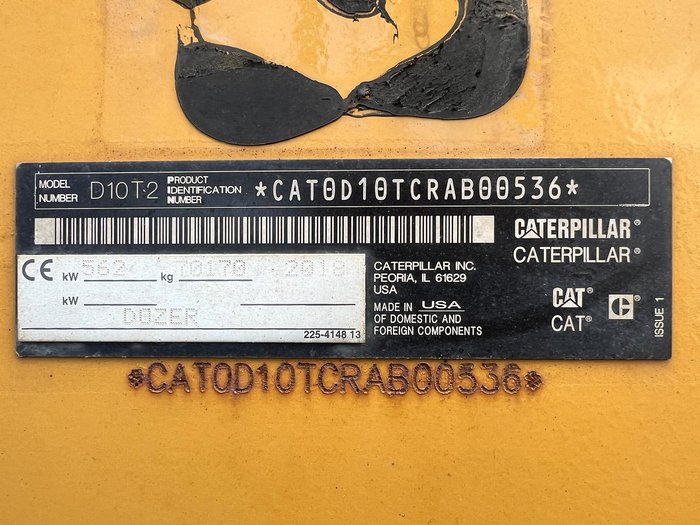 MODEL NUMBER D10T-2 PRODUCT IDENTIFICATION NUMBER *CAT0D10TCRAB00536*
CATERPILLAR®
CATERPILLAR®
CE kW 562 kg 70170 2018
kW
DOZER
225-4148 13
CATERPILLAR INC.
PEORIA, IL 61629
USA
MADE IN USA
OF DOMESTIC AND
FOREIGN COMPONENTS
CAT®
CAT®
C®
ISSUE 1
*CAT0D10TCRAB00536*